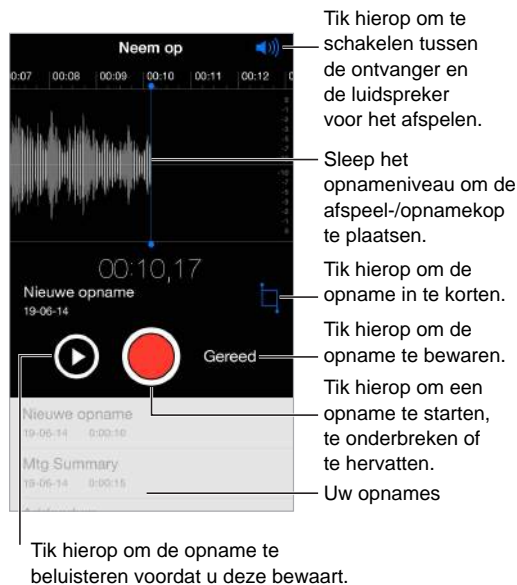 Neem op
0:07 00:08 00:09 00:10 00:11 00:12
00:10,17
Nieuwe opname
19-06-14
Gereed
Nieuwe opname
19-06-14 0:00:10
Mtg Summary
19-06-14 0:00:15
Tik hierop om te
schakelen tussen
de ontvanger en
de luidspreker
voor het afspelen.
Sleep het
opnameniveau om de
afspeel-/opnamekop
te plaatsen.
Tik hierop om de
opname in te korten.
Tik hierop om de
opname te bewaren.
Tik hierop om een
opname te starten,
te onderbreken of
te hervatten.
Uw opnames
Tik hierop om de opname te
beluisteren voordat u deze bewaart.